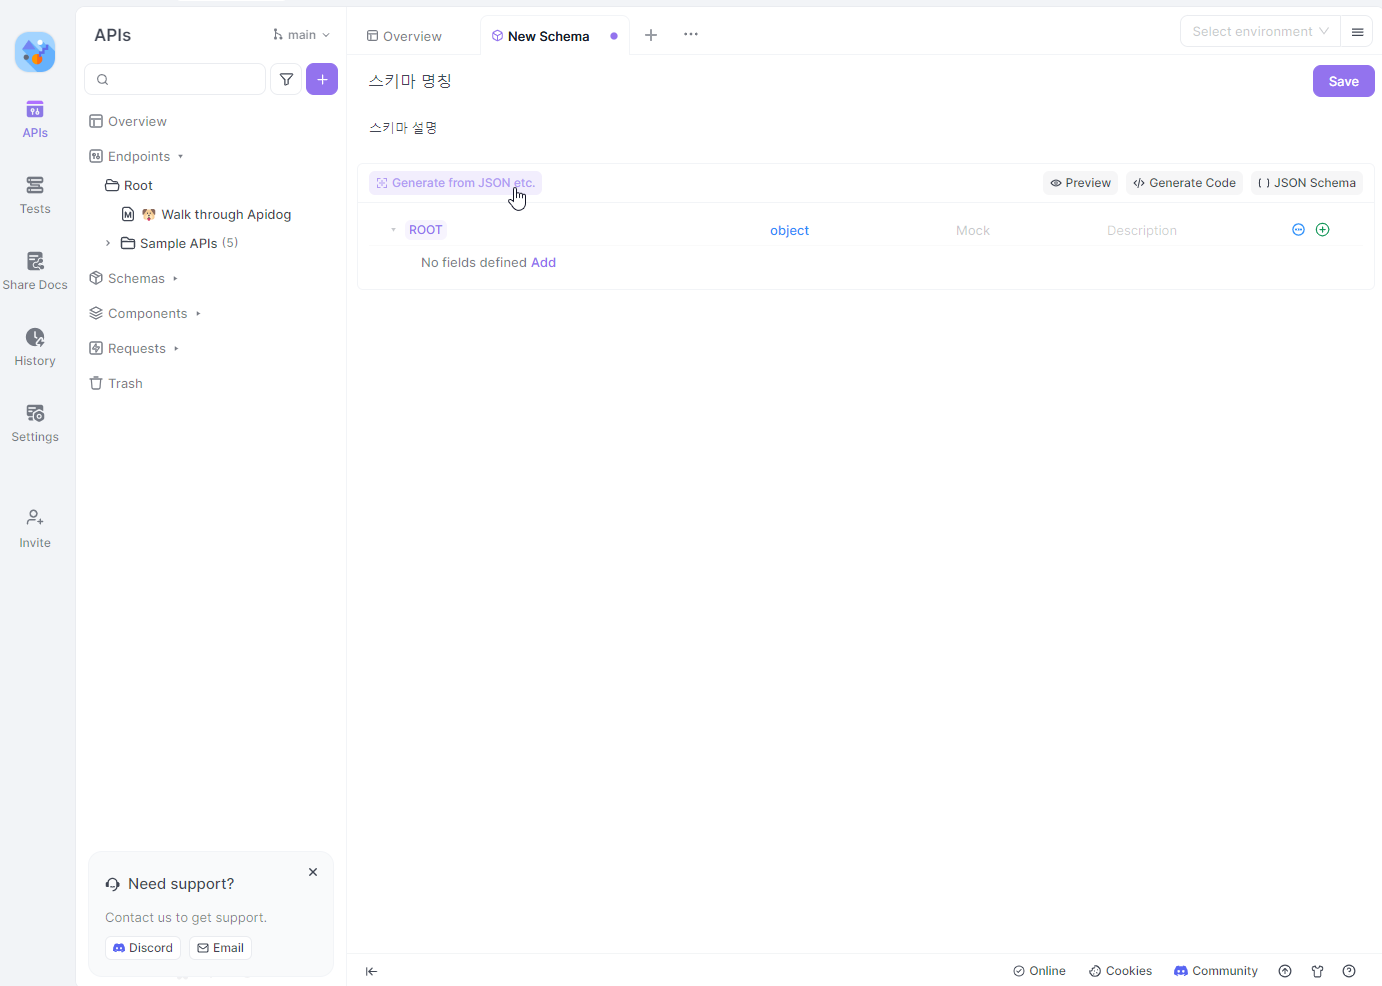 APIs
main
Overview
New Schema
Select environment
APIs
Tests
Share Docs
History
Settings
Invite
Overview
Endpoints
Root
Walk through Apidog
Sample APIs (5)
Schemas
Components
Requests
Trash
스키마 명칭
Save
스키마 설명
Generate from JSON etc.
Preview
Generate Code
JSON Schema
ROOT
object
Mock
Description
No fields defined Add
Need support?
Contact us to get support.
Discord
Email
Online
Cookies
Community